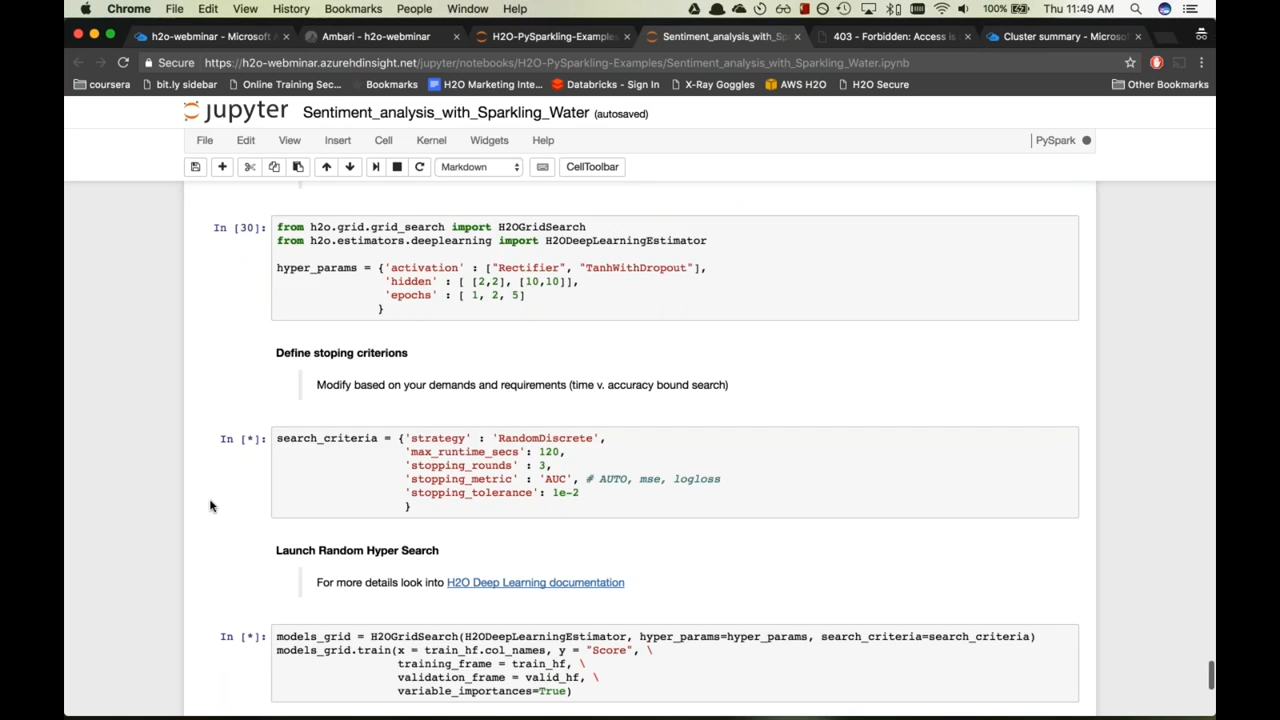 Chrome File Edit View History Bookmarks People Window Help 100% Thu 11:49 AM
h2o-webminar - Microsoft A × Ambari - h2o-webminar × H2O-PySparkling-Examples × Sentiment_analysis_with_Sp × 403 - Forbidden: Access is × Cluster summary - Microso ×
Secure https://h2o-webminar.azurehdinsight.net/jupyter/notebooks/H2O-PySparkling-Examples/Sentiment_analysis_with_Sparkling_Water.ipynb
coursera bit.ly sidebar Online Training Sec... Bookmarks H2O Marketing Inte... Databricks - Sign In X-Ray Goggles AWS H2O H2O Secure Other Bookmarks
jupyter Sentiment_analysis_with_Sparkling_Water (autosaved)
File Edit View Insert Cell Kernel Widgets Help PySpark
Markdown CellToolbar
In [30]: from h2o.grid.grid_search import H2OGridSearch
from h2o.estimators.deeplearning import H2ODeepLearningEstimator
hyper_params = {'activation' : ["Rectifier", "TanhWithDropout"],
'hidden' : [ [2,2], [10,10]],
'epochs' : [ 1, 2, 5]
}
Define stoping criterions
Modify based on your demands and requirements (time v. accuracy bound search)
In [*]: search_criteria = {'strategy' : 'RandomDiscrete',
'max_runtime_secs': 120,
'stopping_rounds' : 3,
'stopping_metric' : 'AUC', # AUTO, mse, logloss
'stopping_tolerance': 1e-2
}
Launch Random Hyper Search
For more details look into H2O Deep Learning documentation
In [*]: models_grid = H2OGridSearch(H2ODeepLearningEstimator, hyper_params=hyper_params, search_criteria=search_criteria)
models_grid.train(x = train_hf.col_names, y = "Score", \
training_frame = train_hf, \
validation_frame = valid_hf, \
variable_importances=True)